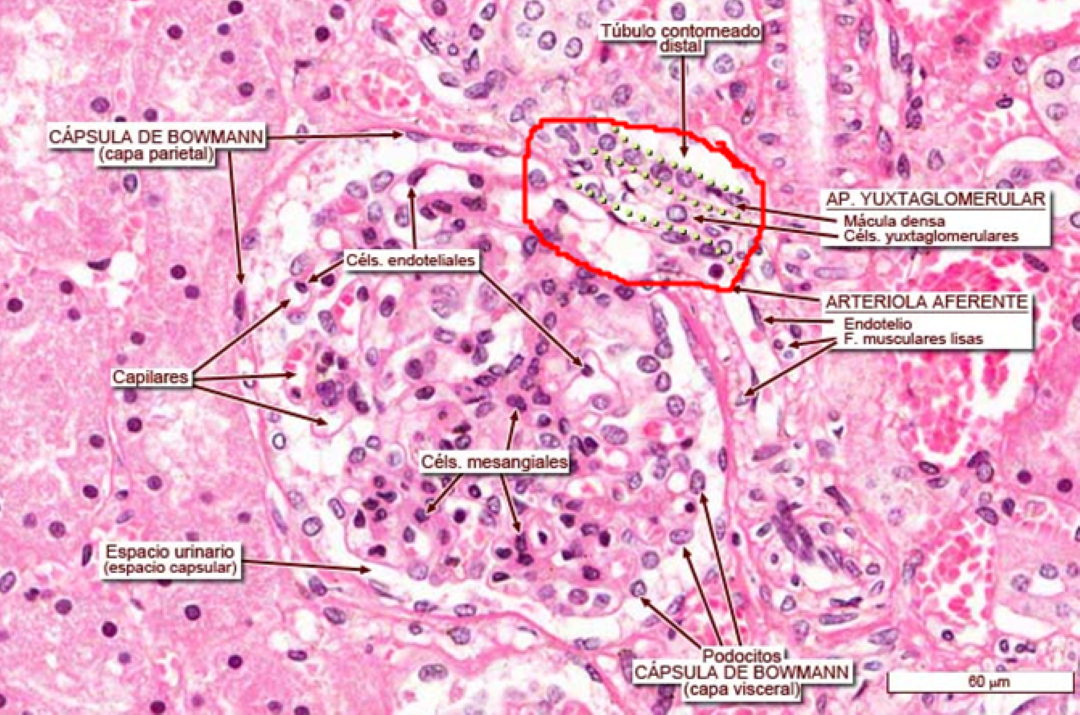 Túbulo contorneado
distal
CÁPSULA DE BOWMANN
(capa parietal)
AP. YUXTAGLOMERULAR
Mácula densa
Céls. yuxtaglomerulares
Céls. endoteliales
ARTERIOLA AFERENTE
Endotelio
F. musculares lisas
Capilares
Céls. mesangiales
Espacio urinario
(espacio capsular)
Podocitos
CÁPSULA DE BOWMANN
(capa visceral)
60 µm